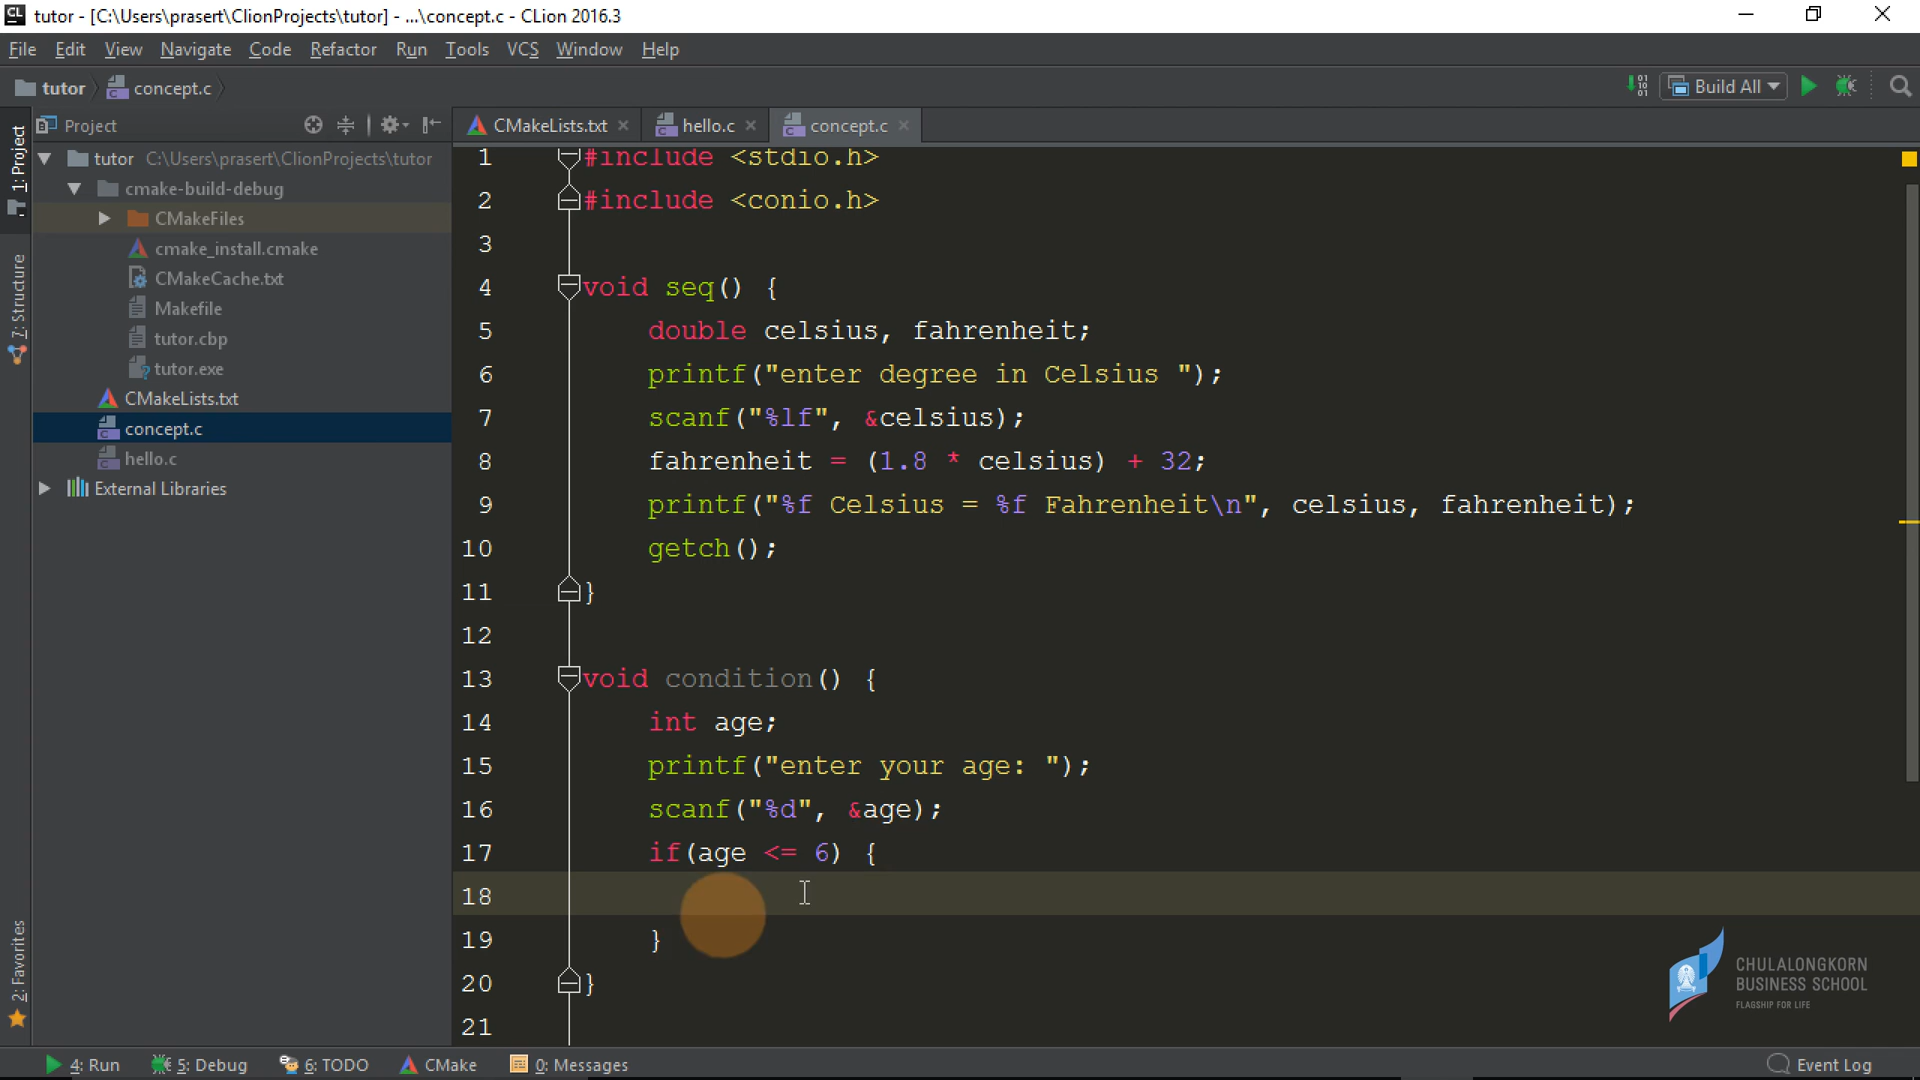 CL tutor - [C:\Users\prasert\ClionProjects\tutor] - ...\concept.c - CLion 2016.3
File Edit View Navigate Code Refactor Run Tools VCS Window Help
tutor concept.c Build All
1: Project
7: Structure
2: Favorites
Project
tutor C:\Users\prasert\ClionProjects\tutor
cmake-build-debug
CMakeFiles
cmake_install.cmake
CMakeCache.txt
Makefile
tutor.cbp
tutor.exe
CMakeLists.txt
concept.c
hello.c
External Libraries
CMakeLists.txt hello.c concept.c
1 #include <stdio.h>
2 #include <conio.h>
3
4 void seq() {
5 double celsius, fahrenheit;
6 printf("enter degree in Celsius ");
7 scanf("%lf", &celsius);
8 fahrenheit = (1.8 * celsius) + 32;
9 printf("%f Celsius = %f Fahrenheit\n", celsius, fahrenheit);
10 getch();
11 }
12
13 void condition() {
14 int age;
15 printf("enter your age: ");
16 scanf("%d", &age);
17 if(age <= 6) {
18
19 }
20 }
21
CHULALONGKORN
BUSINESS SCHOOL
FLAGSHIP FOR LIFE
4: Run 5: Debug 6: TODO CMake 0: Messages Event Log